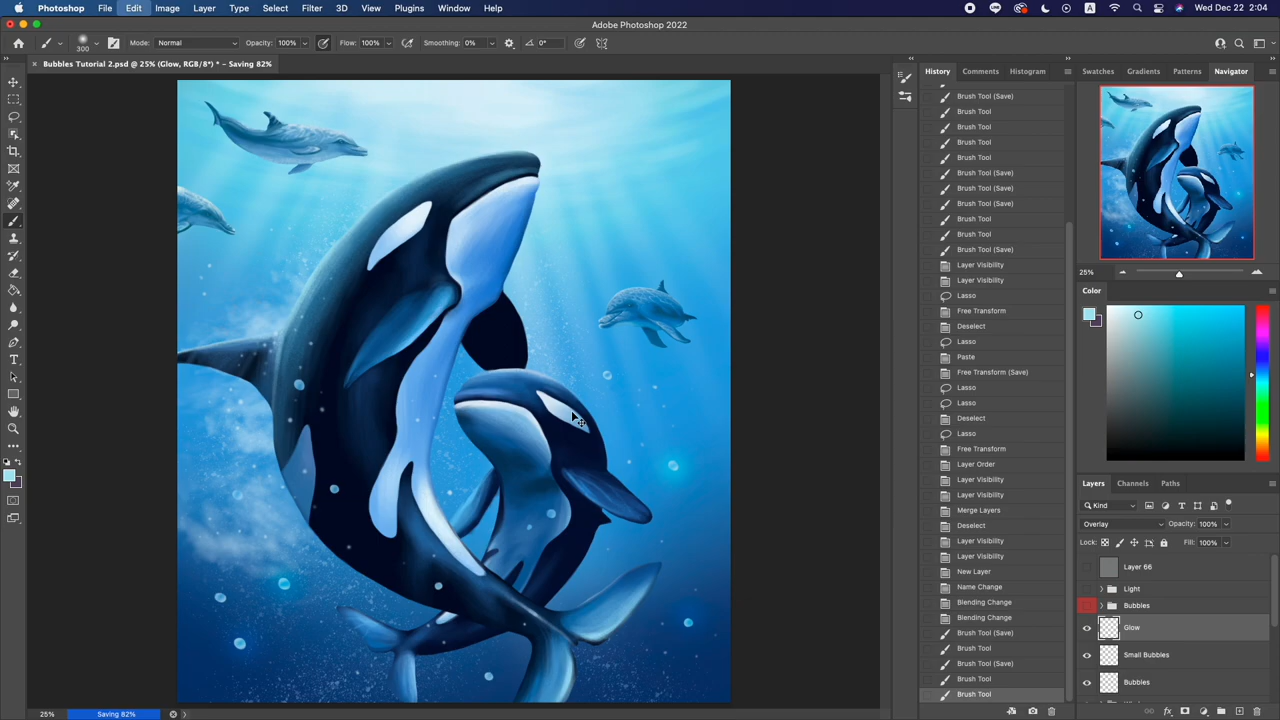 Photoshop File Edit Image Layer Type Select Filter 3D View Plugins Window Help Wed Dec 22 2:04
Adobe Photoshop 2022
300 Mode: Normal Opacity: 100% Flow: 100% Smoothing: 0% 0°
Bubbles Tutorial 2.psd @ 25% (Glow, RGB/8*) * – Saving 82%
History Comments Histogram
Brush Tool (Save)
Brush Tool
Brush Tool
Brush Tool
Brush Tool
Brush Tool (Save)
Brush Tool (Save)
Brush Tool (Save)
Brush Tool
Brush Tool
Brush Tool (Save)
Layer Visibility
Layer Visibility
Lasso
Free Transform
Deselect
Lasso
Paste
Free Transform (Save)
Lasso
Lasso
Deselect
Lasso
Free Transform
Layer Order
Layer Visibility
Layer Visibility
Merge Layers
Deselect
Layer Visibility
Layer Visibility
New Layer
Name Change
Blending Change
Blending Change
Brush Tool (Save)
Brush Tool
Brush Tool (Save)
Brush Tool
Brush Tool
Swatches Gradients Patterns Navigator
25%
Color
Layers Channels Paths
Kind
Overlay Opacity: 100%
Lock: Fill: 100%
Layer 66
Light
Bubbles
Glow
Small Bubbles
Bubbles
25% Saving 82%